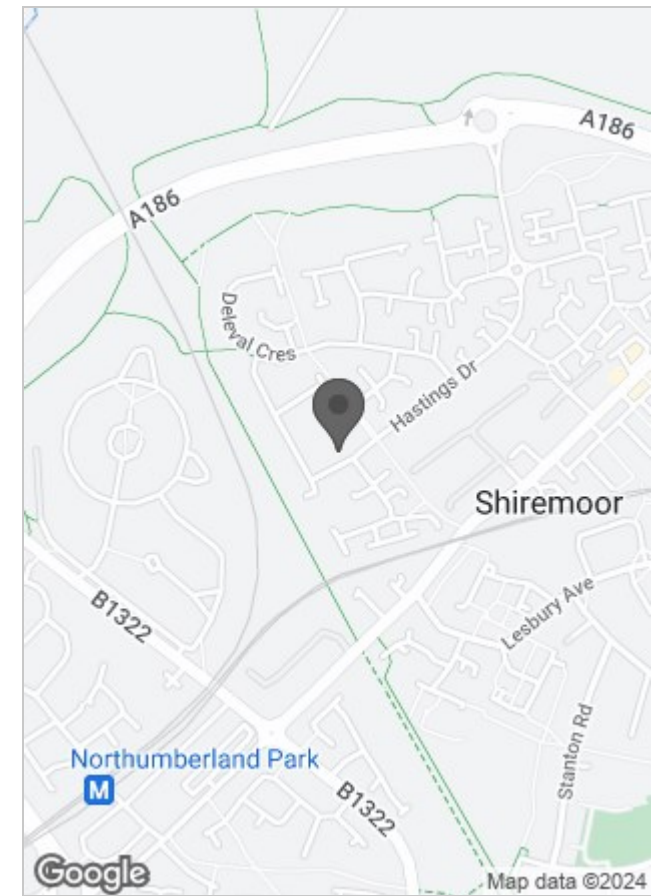 A186
A186
Deleval Cres
Hastings Dr
Shiremoor
B1322
Lesbury Ave
Stanton Rd
Northumberland Park
M
B1322
Google
Map data ©2024